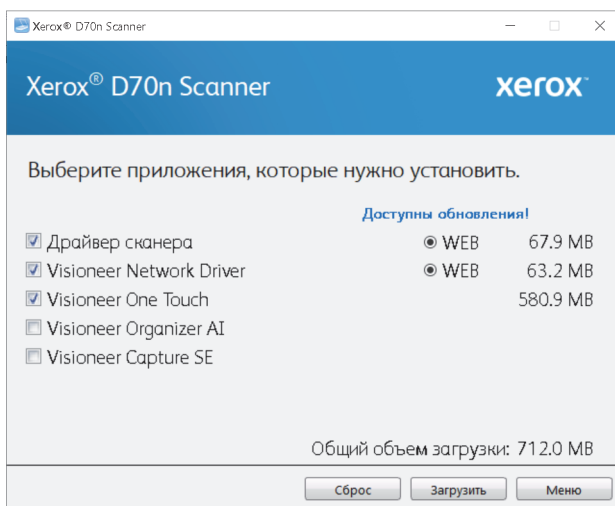 Xerox® D70n Scanner
Xerox® D70n Scanner
xerox™
Выберите приложения, которые нужно установить.
Доступны обновления!
Драйвер сканера WEB 67.9 MB
Visioneer Network Driver WEB 63.2 MB
Visioneer One Touch 580.9 MB
Visioneer Organizer AI
Visioneer Capture SE
Общий объем загрузки: 712.0 MB
Сброс Загрузить Меню